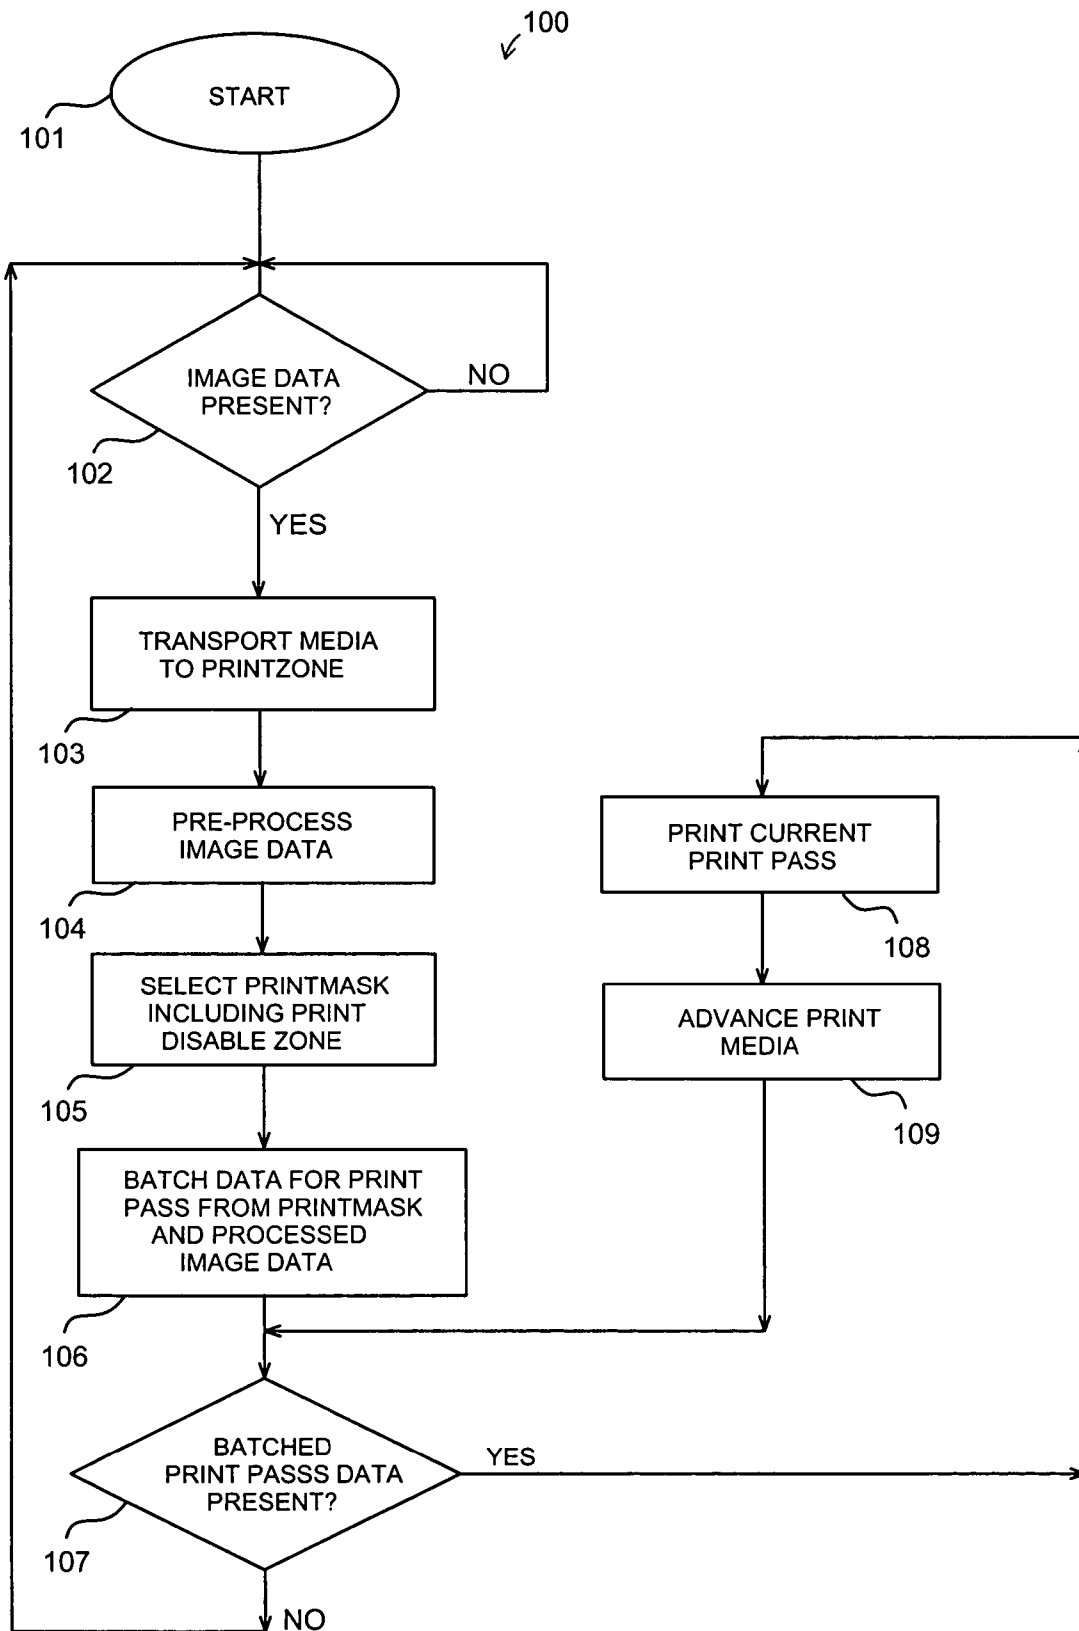 100
START
101
IMAGE DATA
PRESENT?
NO
102
YES
TRANSPORT MEDIA
TO PRINTZONE
103
PRE-PROCESS
IMAGE DATA
104
SELECT PRINTMASK
INCLUDING PRINT
DISABLE ZONE
105
BATCH DATA FOR PRINT
PASS FROM PRINTMASK
AND PROCESSED
IMAGE DATA
106
BATCHED
PRINT PASSS DATA
PRESENT?
YES
107
NO
PRINT CURRENT
PRINT PASS
108
ADVANCE PRINT
MEDIA
109